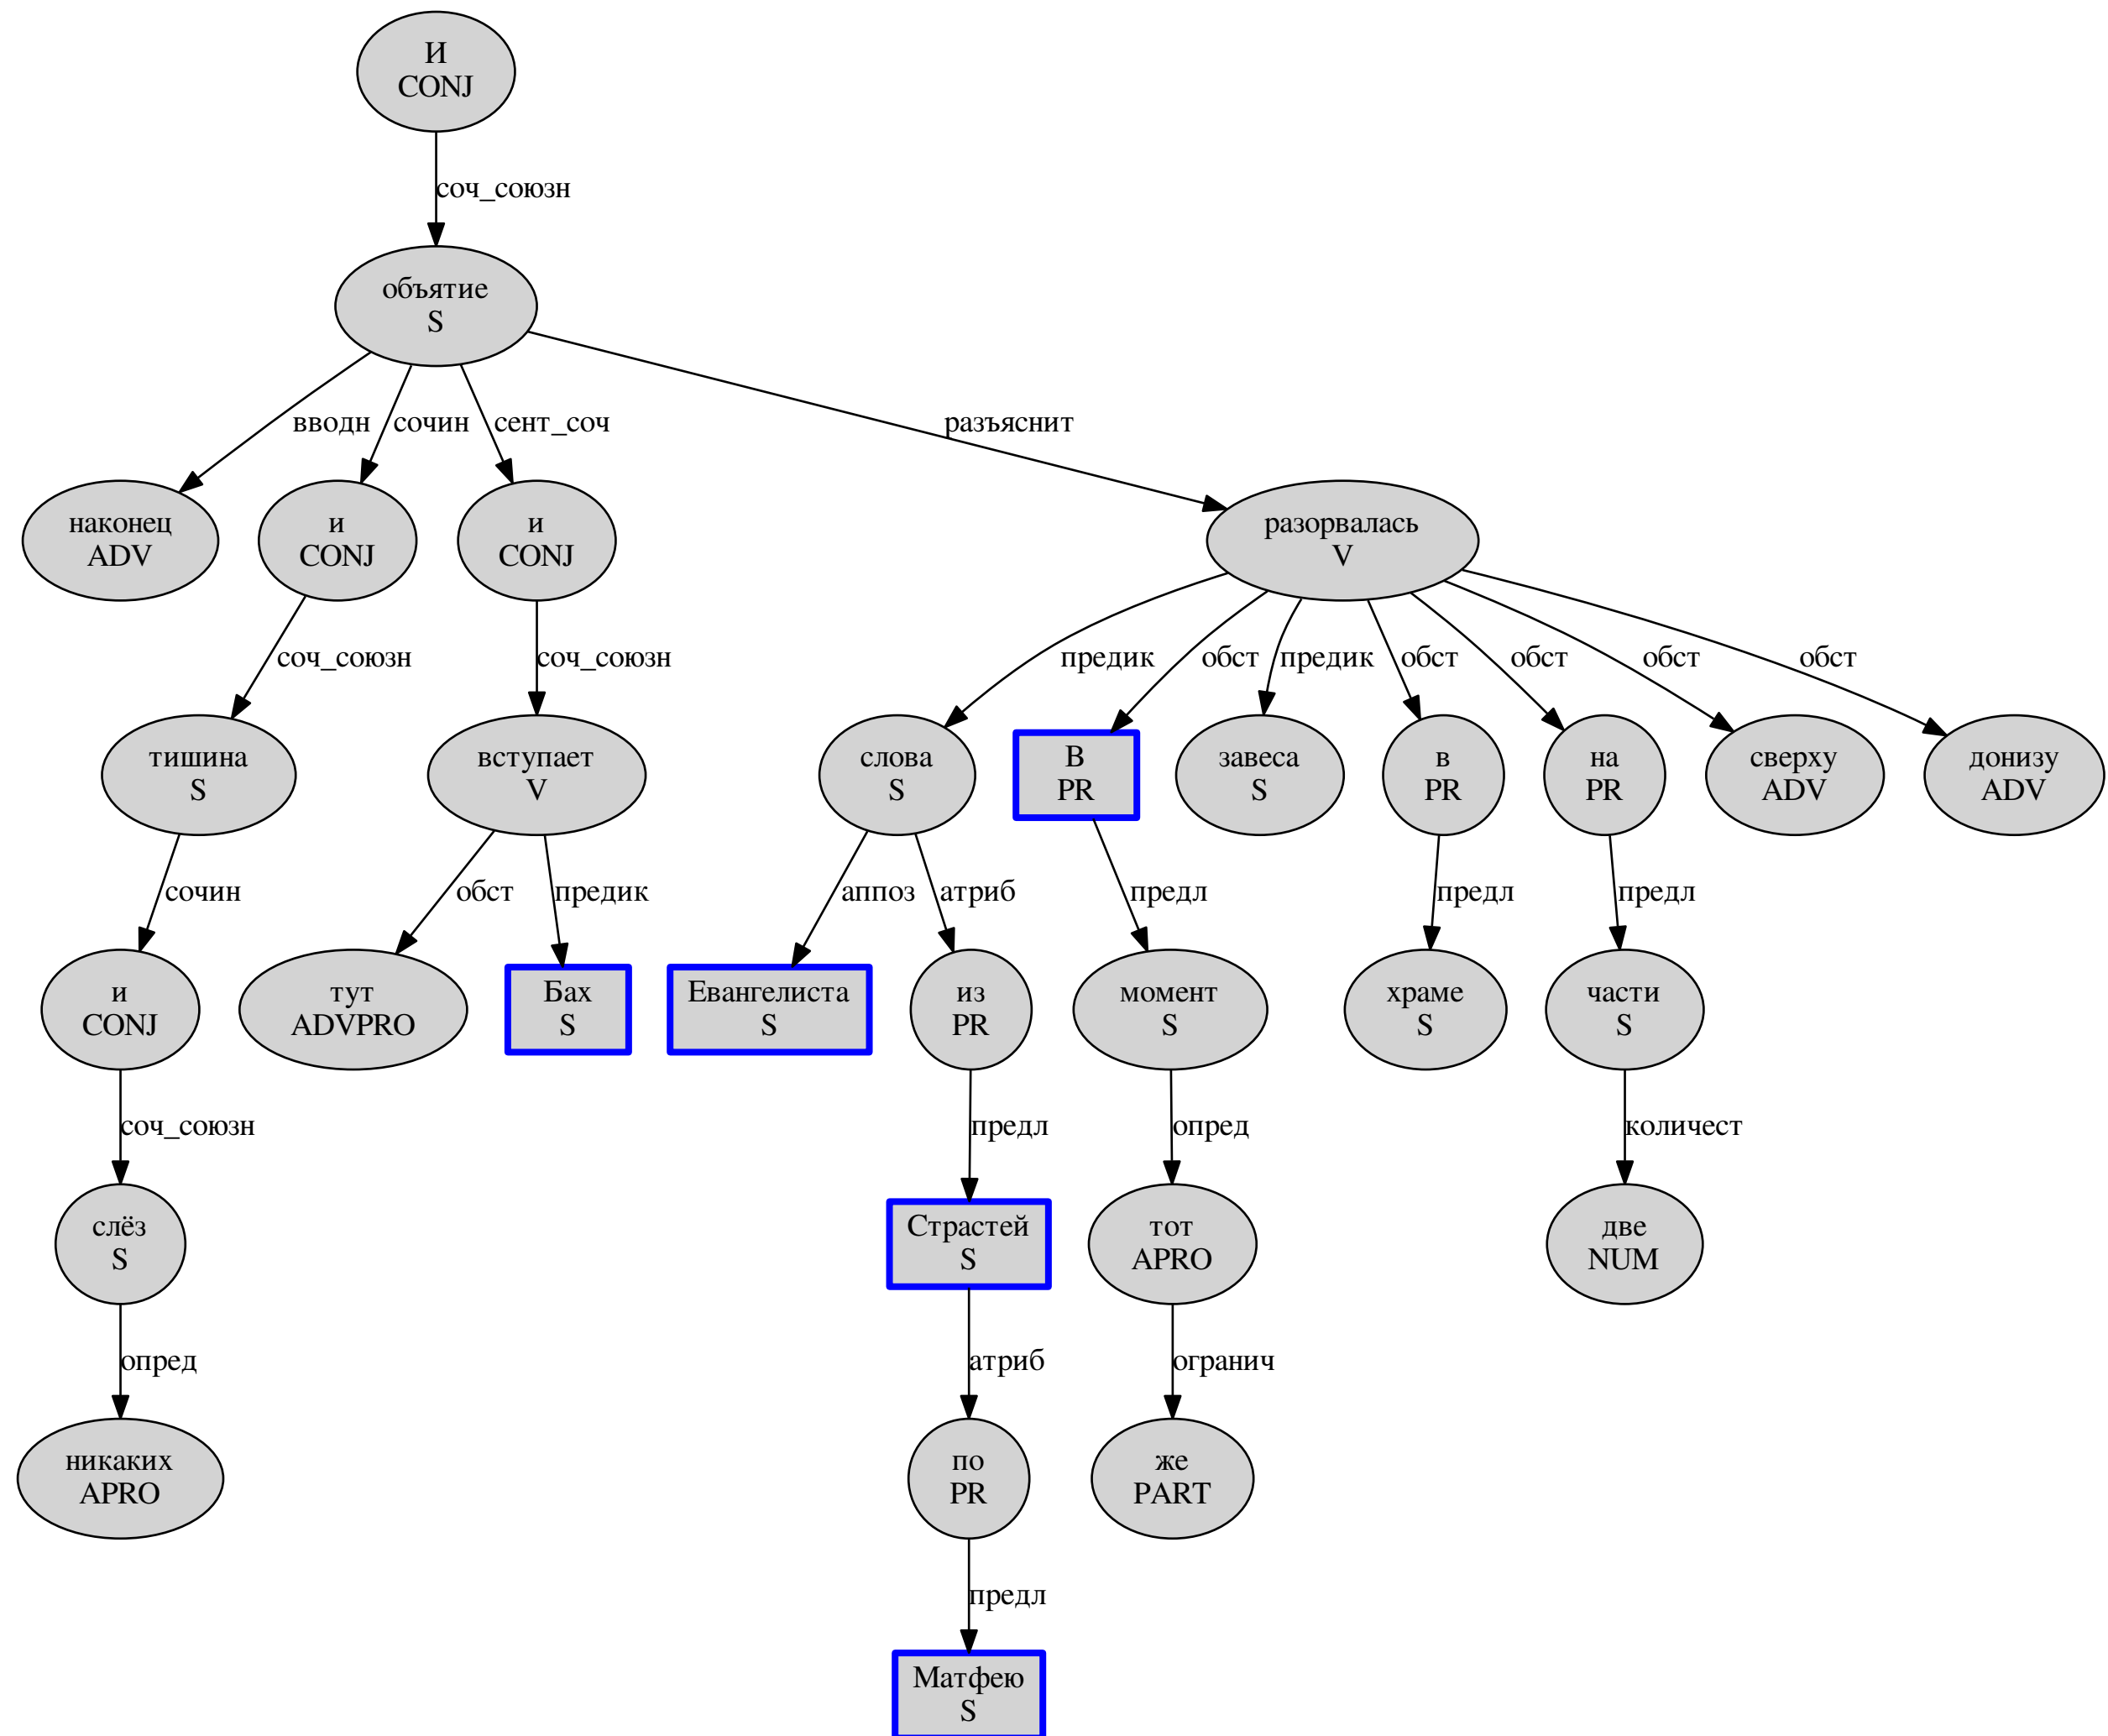 И
CONJ
соч_союзн
объятие
S
вводн
сочин
сент_соч
разъяснит
наконец
ADV
и
CONJ
и
CONJ
разорвалась
V
соч_союзн
соч_союзн
предик
обст
предик
обст
обст
обст
обст
тишина
S
вступает
V
слова
S
В
PR
завеса
S
в
PR
на
PR
сверху
ADV
донизу
ADV
сочин
обст
предик
аппоз
атриб
предл
предл
предл
и
CONJ
тут
ADVPRO
Бах
S
Евангелиста
S
из
PR
момент
S
храме
S
части
S
соч_союзн
предл
опред
количест
слёз
S
Страстей
S
тот
APRO
две
NUM
опред
атриб
огранич
никаких
APRO
по
PR
же
PART
предл
Матфею
S